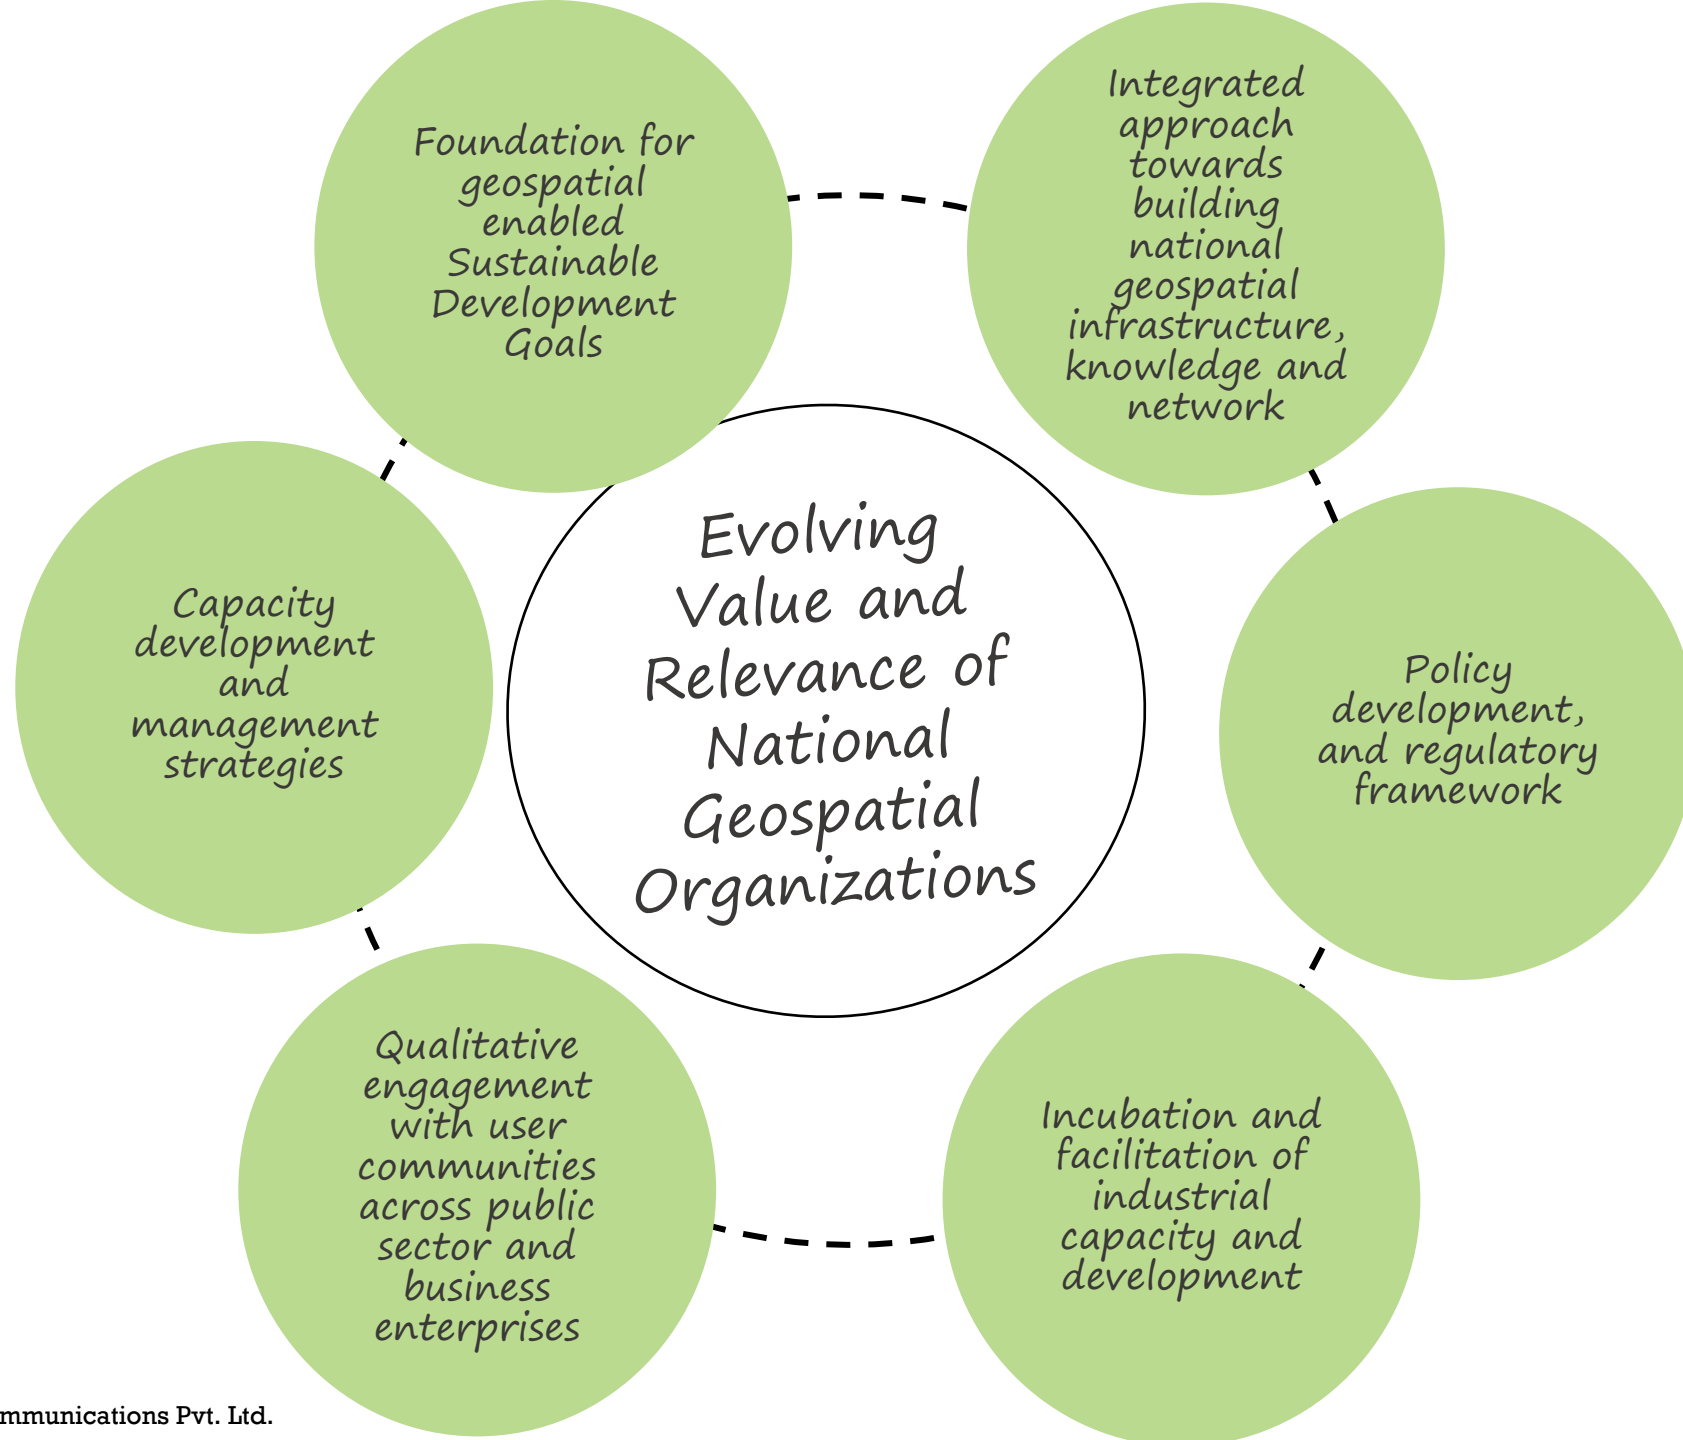 Foundation for
geospatial
enabled
Sustainable
Development
Goals
Integrated
approach
towards
building
national
geospatial
infrastructure,
knowledge and
network
Evolving
Value and
Relevance of
National
Geospatial
Organizations
Capacity
development
and
management
strategies
Policy
development,
and regulatory
framework
Qualitative
engagement
with user
communities
across public
sector and
business
enterprises
Incubation and
facilitation of
industrial
capacity and
development
mmunications Pvt. Ltd.